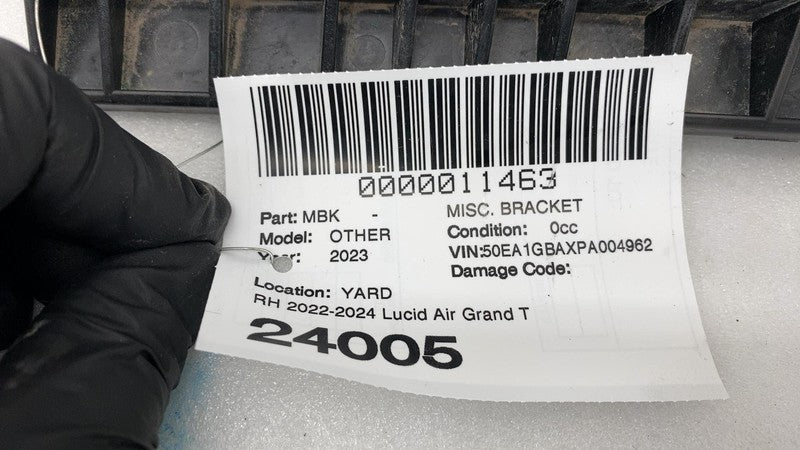 0000011463
Part: MBK - MISC. BRACKET
Model: OTHER Condition: 0cc
Year: 2023 VIN:50EA1GBAXPA004962
Damage Code:
Location: YARD
RH 2022-2024 Lucid Air Grand T
24005